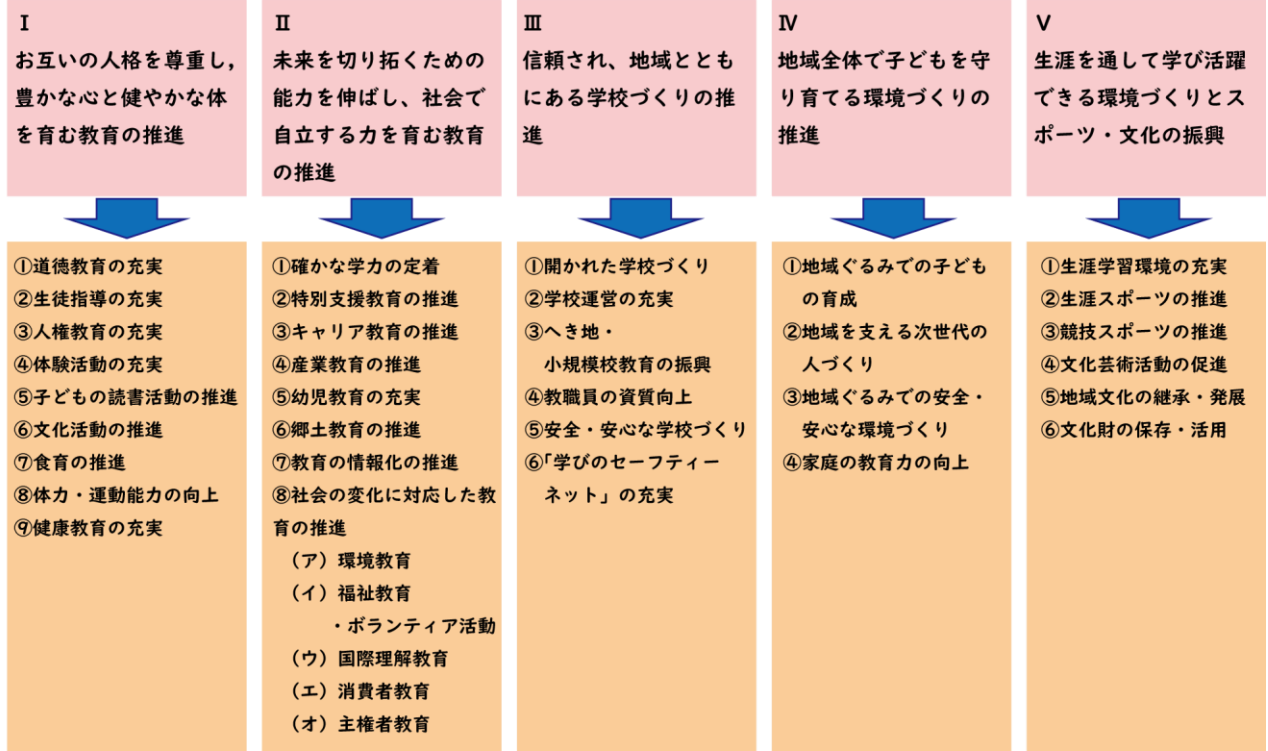 Ⅰ
お互いの人格を尊重し,
豊かな心と健やかな体
を育む教育の推進
①道徳教育の充実
②生徒指導の充実
③人権教育の充実
④体験活動の充実
⑤子どもの読書活動の推進
⑥文化活動の推進
⑦食育の推進
⑧体力・運動能力の向上
⑨健康教育の充実
Ⅱ
未来を切り拓くための
能力を伸ばし、社会で
自立する力を育む教育
の推進
①確かな学力の定着
②特別支援教育の推進
③キャリア教育の推進
④産業教育の推進
⑤幼児教育の充実
⑥郷土教育の推進
⑦教育の情報化の推進
⑧社会の変化に対応した教
育の推進
（ア）環境教育
（イ）福祉教育
・ボランティア活動
（ウ）国際理解教育
（エ）消費者教育
（オ）主権者教育
Ⅲ
信頼され、地域ととも
にある学校づくりの推
進
①開かれた学校づくり
②学校運営の充実
③へき地・
小規模校教育の振興
④教職員の資質向上
⑤安全・安心な学校づくり
⑥「学びのセーフティー
ネット」の充実
Ⅳ
地域全体で子どもを守
り育てる環境づくりの
推進
①地域ぐるみでの子ども
の育成
②地域を支える次世代の
人づくり
③地域ぐるみでの安全・
安心な環境づくり
④家庭の教育力の向上
Ⅴ
生涯を通して学び活躍
できる環境づくりとス
ポーツ・文化の振興
①生涯学習環境の充実
②生涯スポーツの推進
③競技スポーツの推進
④文化芸術活動の促進
⑤地域文化の継承・発展
⑥文化財の保存・活用